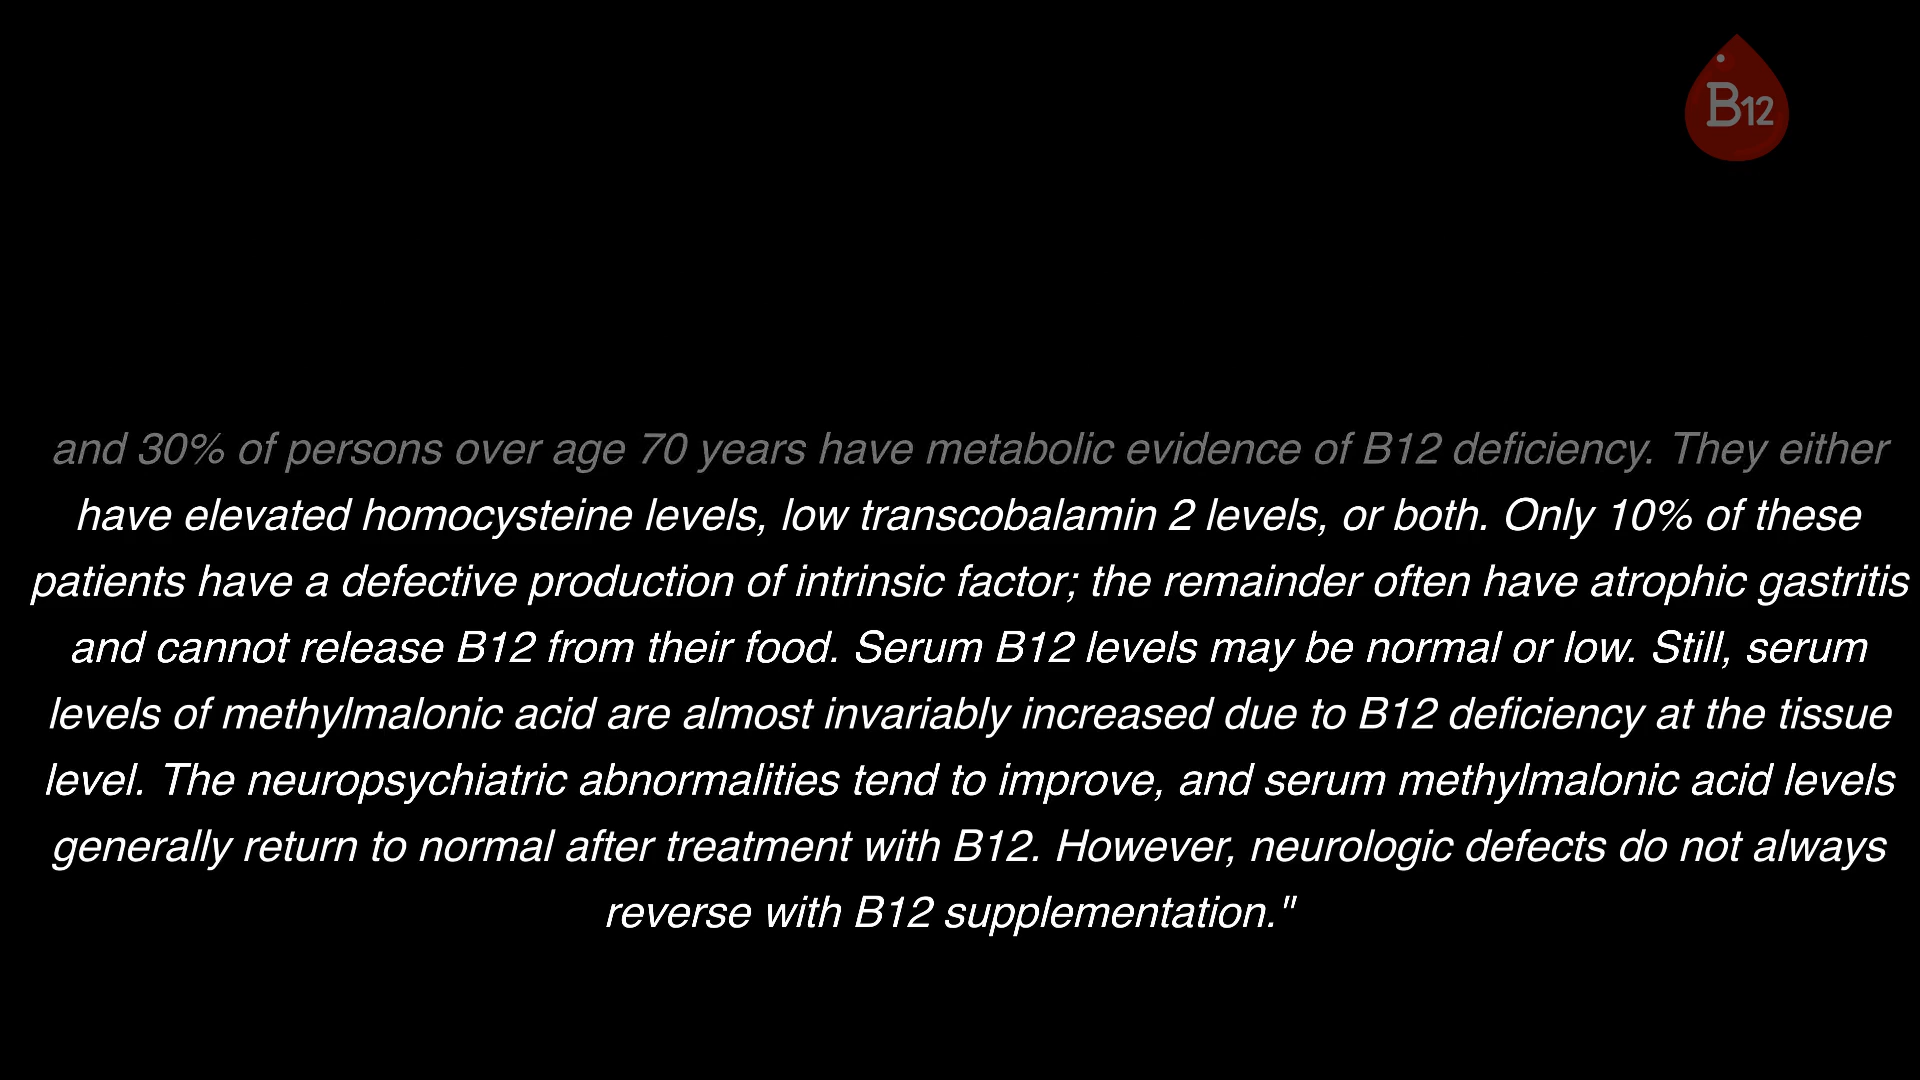 B12
and 30% of persons over age 70 years have metabolic evidence of B12 deficiency. They either
have elevated homocysteine levels, low transcobalamin 2 levels, or both. Only 10% of these
patients have a defective production of intrinsic factor; the remainder often have atrophic gastritis
and cannot release B12 from their food. Serum B12 levels may be normal or low. Still, serum
levels of methylmalonic acid are almost invariably increased due to B12 deficiency at the tissue
level. The neuropsychiatric abnormalities tend to improve, and serum methylmalonic acid levels
generally return to normal after treatment with B12. However, neurologic defects do not always
reverse with B12 supplementation."